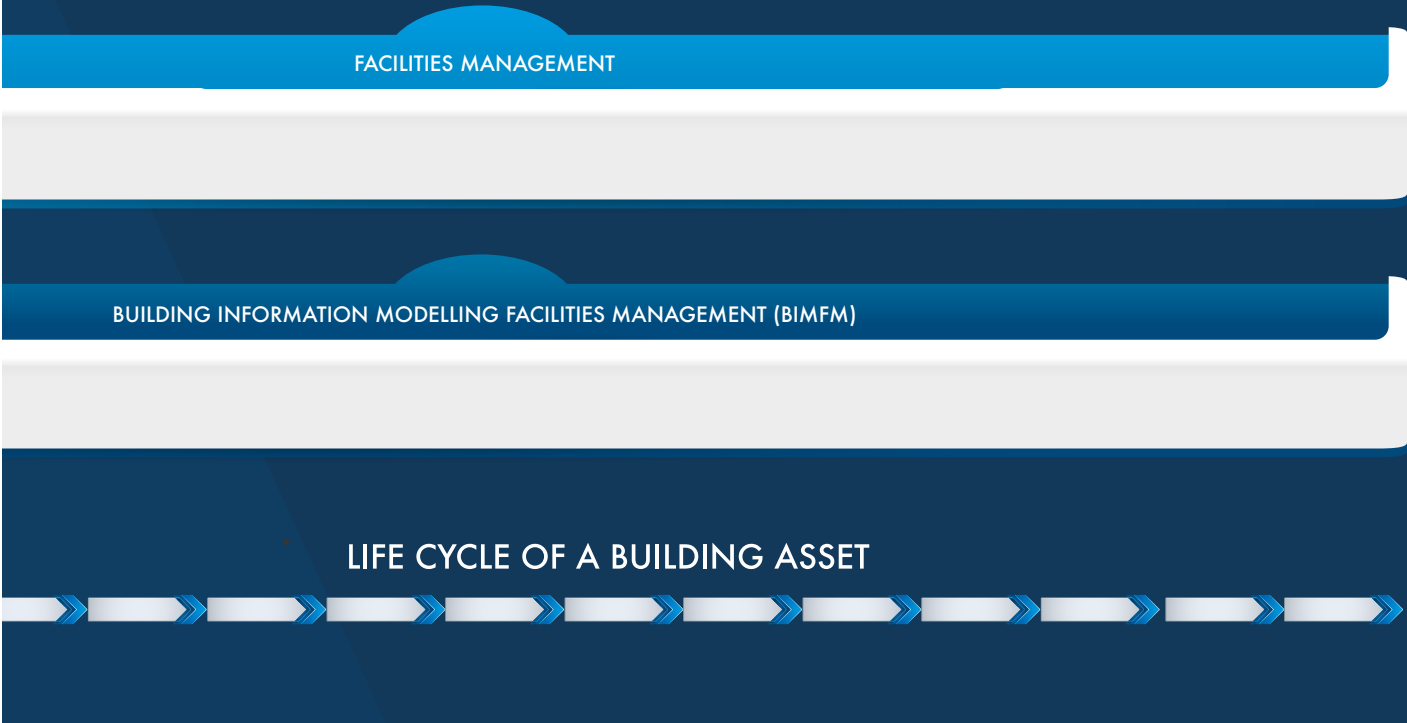 FACILITIES MANAGEMENT
BUILDING INFORMATION MODELLING FACILITIES MANAGEMENT (BIMFM)
LIFE CYCLE OF A BUILDING ASSET